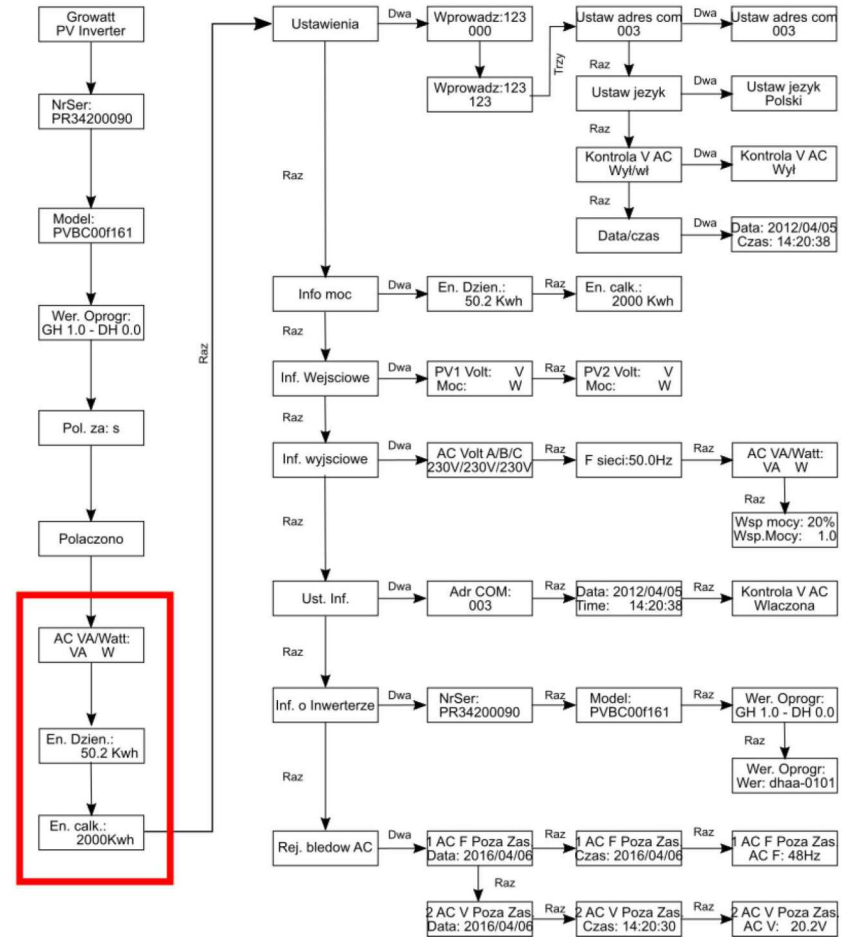 Growatt
PV Inverter
NrSer:
PR34200090
Model:
PVBC00f161
Wer. Oprogr:
GH 1.0 - DH 0.0
Pol. za: s
Polaczono
AC VA/Watt:
VA W
En. Dzien.:
50.2 Kwh
En. calk.:
2000Kwh
Raz
Ustawienia
Dwa
Wprowadz:123
000
Wprowadz:123
123
Trzy
Ustaw adres com
003
Dwa
Ustaw adres com
003
Raz
Ustaw jezyk
Dwa
Ustaw jezyk
Polski
Raz
Kontrola V AC
Wył/wł
Dwa
Kontrola V AC
Wył
Raz
Data/czas
Dwa
Data: 2012/04/05
Czas: 14:20:38
Raz
Info moc
Dwa
En. Dzien.:
50.2 Kwh
Raz
En. calk.:
2000 Kwh
Raz
Inf. Wejsciowe
Dwa
PV1 Volt: V
Moc: W
Raz
PV2 Volt: V
Moc: W
Raz
Inf. wyjsciowe
Dwa
AC Volt A/B/C
230V/230V/230V
Raz
F sieci:50.0Hz
Raz
AC VA/Watt:
VA W
Raz
Wsp mocy: 20%
Wsp.Mocy: 1.0
Raz
Ust. Inf.
Dwa
Adr COM:
003
Raz
Data: 2012/04/05
Time: 14:20:38
Raz
Kontrola V AC
Wlaczona
Raz
Inf. o Inwerterze
Dwa
NrSer:
PR34200090
Raz
Model:
PVBC00f161
Raz
Wer. Oprogr:
GH 1.0 - DH 0.0
Raz
Wer. Oprogr:
Wer: dhaa-0101
Raz
Rej. bledow AC
Dwa
1 AC F Poza Zas.
Data: 2016/04/06
Raz
1 AC F Poza Zas.
Czas: 2016/04/06
Raz
1 AC F Poza Zas.
AC F: 48Hz
Raz
2 AC V Poza Zas.
Data: 2016/04/06
Raz
2 AC V Poza Zas.
Czas: 14:20:30
Raz
2 AC V Poza Zas.
AC V: 20.2V